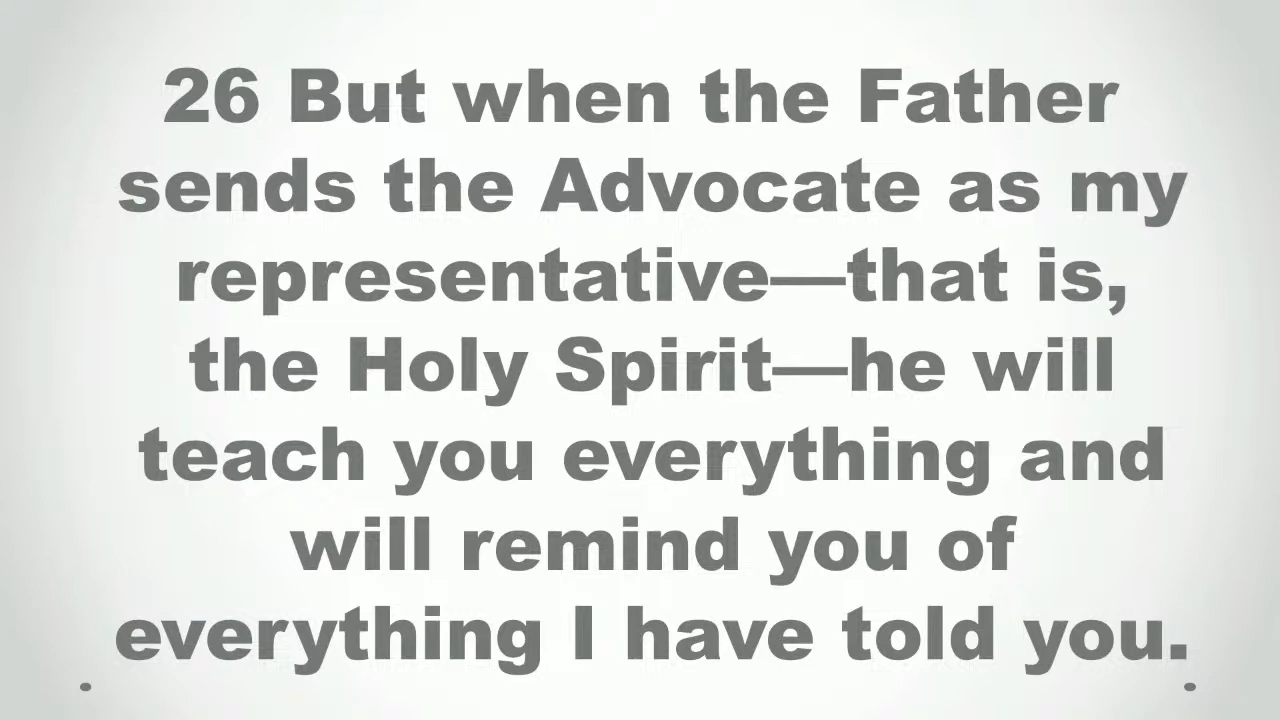 26 But when the Father
sends the Advocate as my
representative—that is,
the Holy Spirit—he will
teach you everything and
will remind you of
everything I have told you.